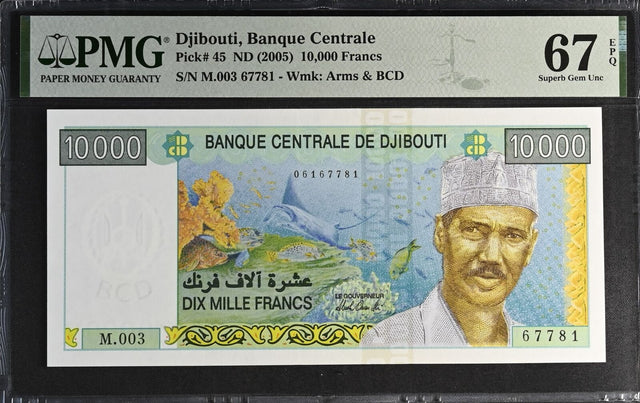 PMG
PAPER MONEY GUARANTY
Djibouti, Banque Centrale
Pick# 45 ND (2005) 10,000 Francs
S/N M.003 67781 - Wmk: Arms & BCD
67 EPQ
Superb Gem Unc
10000 BANQUE CENTRALE DE DJIBOUTI 10000
06167781
BCD
عشرة آلاف فرنك
DIX MILLE FRANCS
LE GOUVERNEUR
M.003
67781